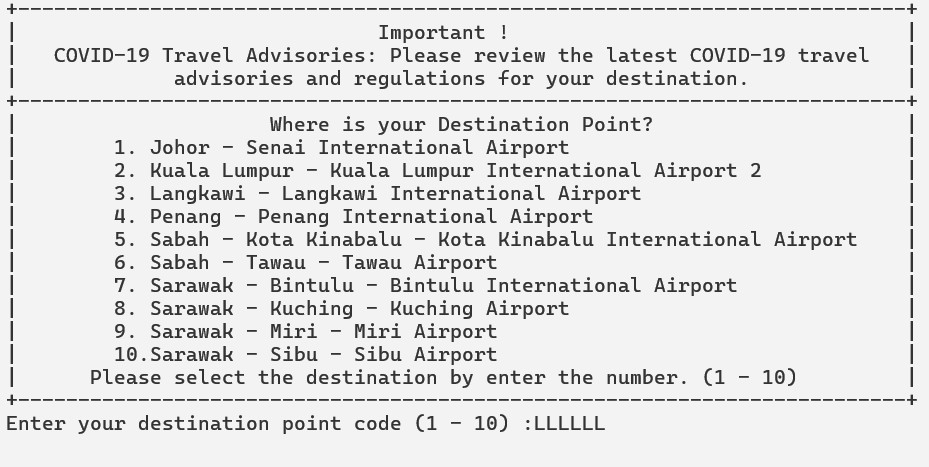 +--------------------------------------------------------------------------+
|                              Important !                                 |
|   COVID-19 Travel Advisories: Please review the latest COVID-19 travel   |
|             advisories and regulations for your destination.             |
+--------------------------------------------------------------------------+
|                     Where is your Destination Point?                     |
|        1. Johor - Senai International Airport                            |
|        2. Kuala Lumpur - Kuala Lumpur International Airport 2            |
|        3. Langkawi - Langkawi International Airport                      |
|        4. Penang - Penang International Airport                          |
|        5. Sabah - Kota Kinabalu - Kota Kinabalu International Airport    |
|        6. Sabah - Tawau - Tawau Airport                                  |
|        7. Sarawak - Bintulu - Bintulu International Airport              |
|        8. Sarawak - Kuching - Kuching Airport                            |
|        9. Sarawak - Miri - Miri Airport                                  |
|        10.Sarawak - Sibu - Sibu Airport                                  |
|      Please select the destination by enter the number. (1 - 10)         |
+--------------------------------------------------------------------------+
Enter your destination point code (1 - 10) :LLLLLL